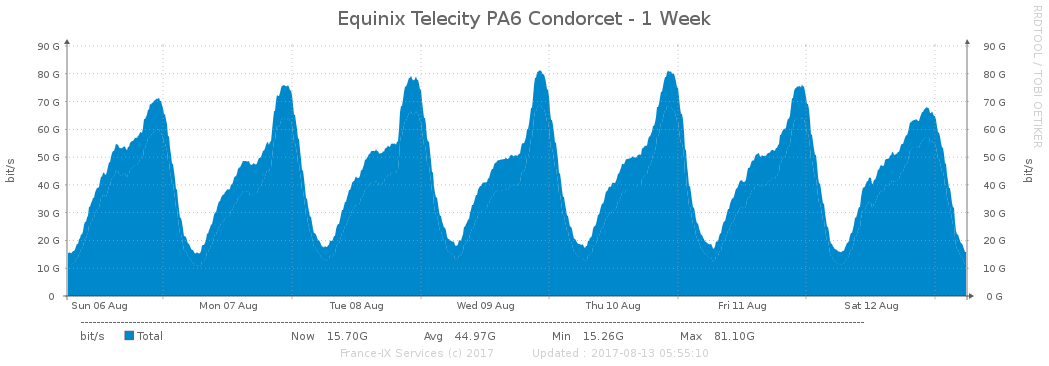 Equinix Telecity PA6 Condorcet - 1 Week
RRDTOOL / TOBI OETIKER
90 G 90 G
80 G 80 G
70 G 70 G
60 G 60 G
50 G 50 G
40 G 40 G
30 G 30 G
20 G 20 G
10 G 10 G
0 0 G
bit/s bit/s
Sun 06 Aug Mon 07 Aug Tue 08 Aug Wed 09 Aug Thu 10 Aug Fri 11 Aug Sat 12 Aug
bit/s Total Now 15.70G Avg 44.97G Min 15.26G Max 81.10G
France-IX Services (c) 2017 Updated : 2017-08-13 05:55:10